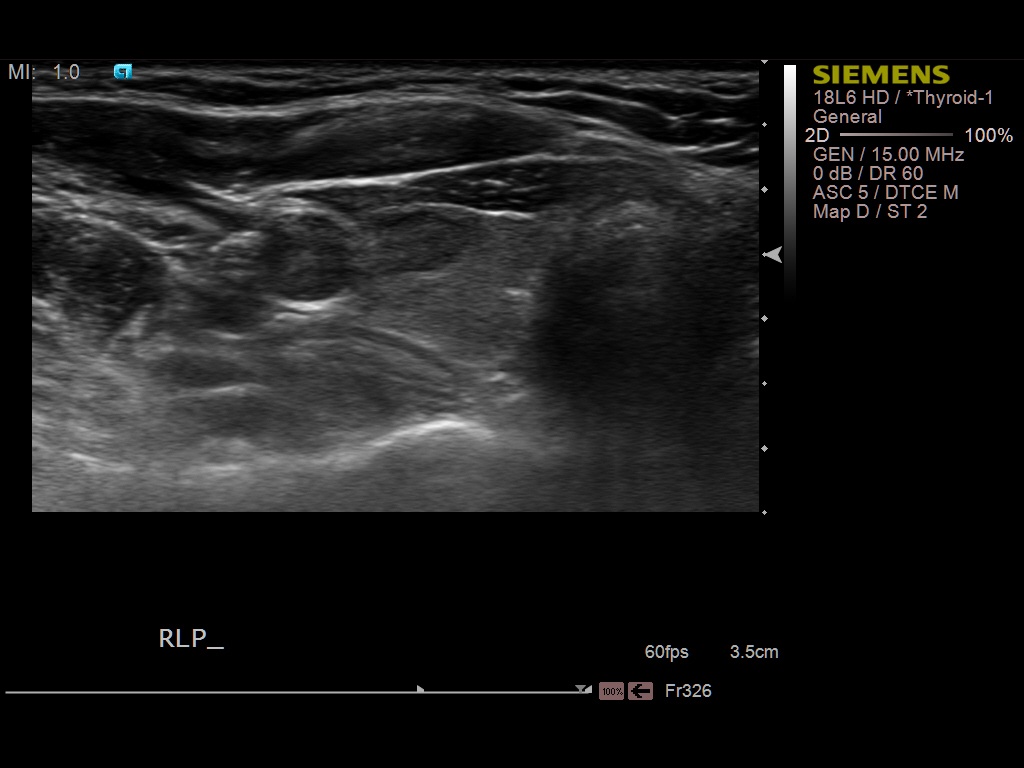 MI: 1.0
SIEMENS
18L6 HD / *Thyroid-1
General
2D 100%
GEN / 15.00 MHz
0 dB / DR 60
ASC 5 / DTCE M
Map D / ST 2
RLP_
60fps 3.5cm
100% Fr326